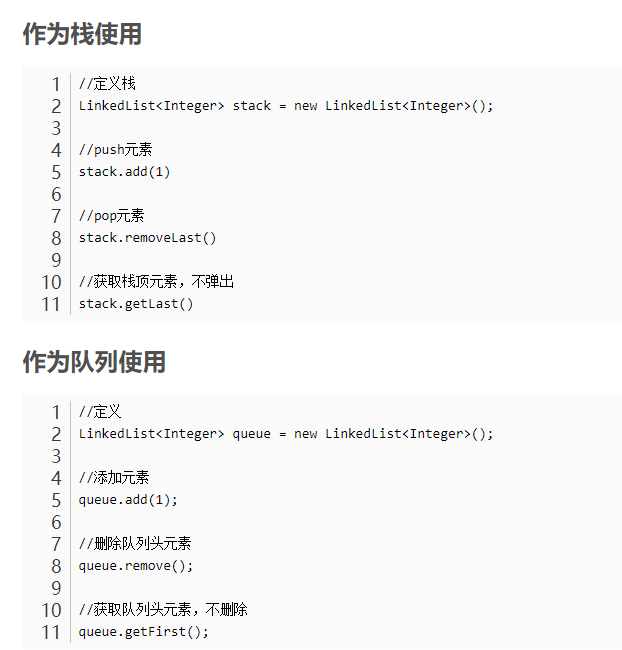 作为栈使用
1 //定义栈
2 LinkedList<Integer> stack = new LinkedList<Integer>();
3
4 //push元素
5 stack.add(1)
6
7 //pop元素
8 stack.removeLast()
9
10 //获取栈顶元素，不弹出
11 stack.getLast()
作为队列使用
1 //定义
2 LinkedList<Integer> queue = new LinkedList<Integer>();
3
4 //添加元素
5 queue.add(1);
6
7 //删除队列头元素
8 queue.remove();
9
10 //获取队列头元素，不删除
11 queue.getFirst();